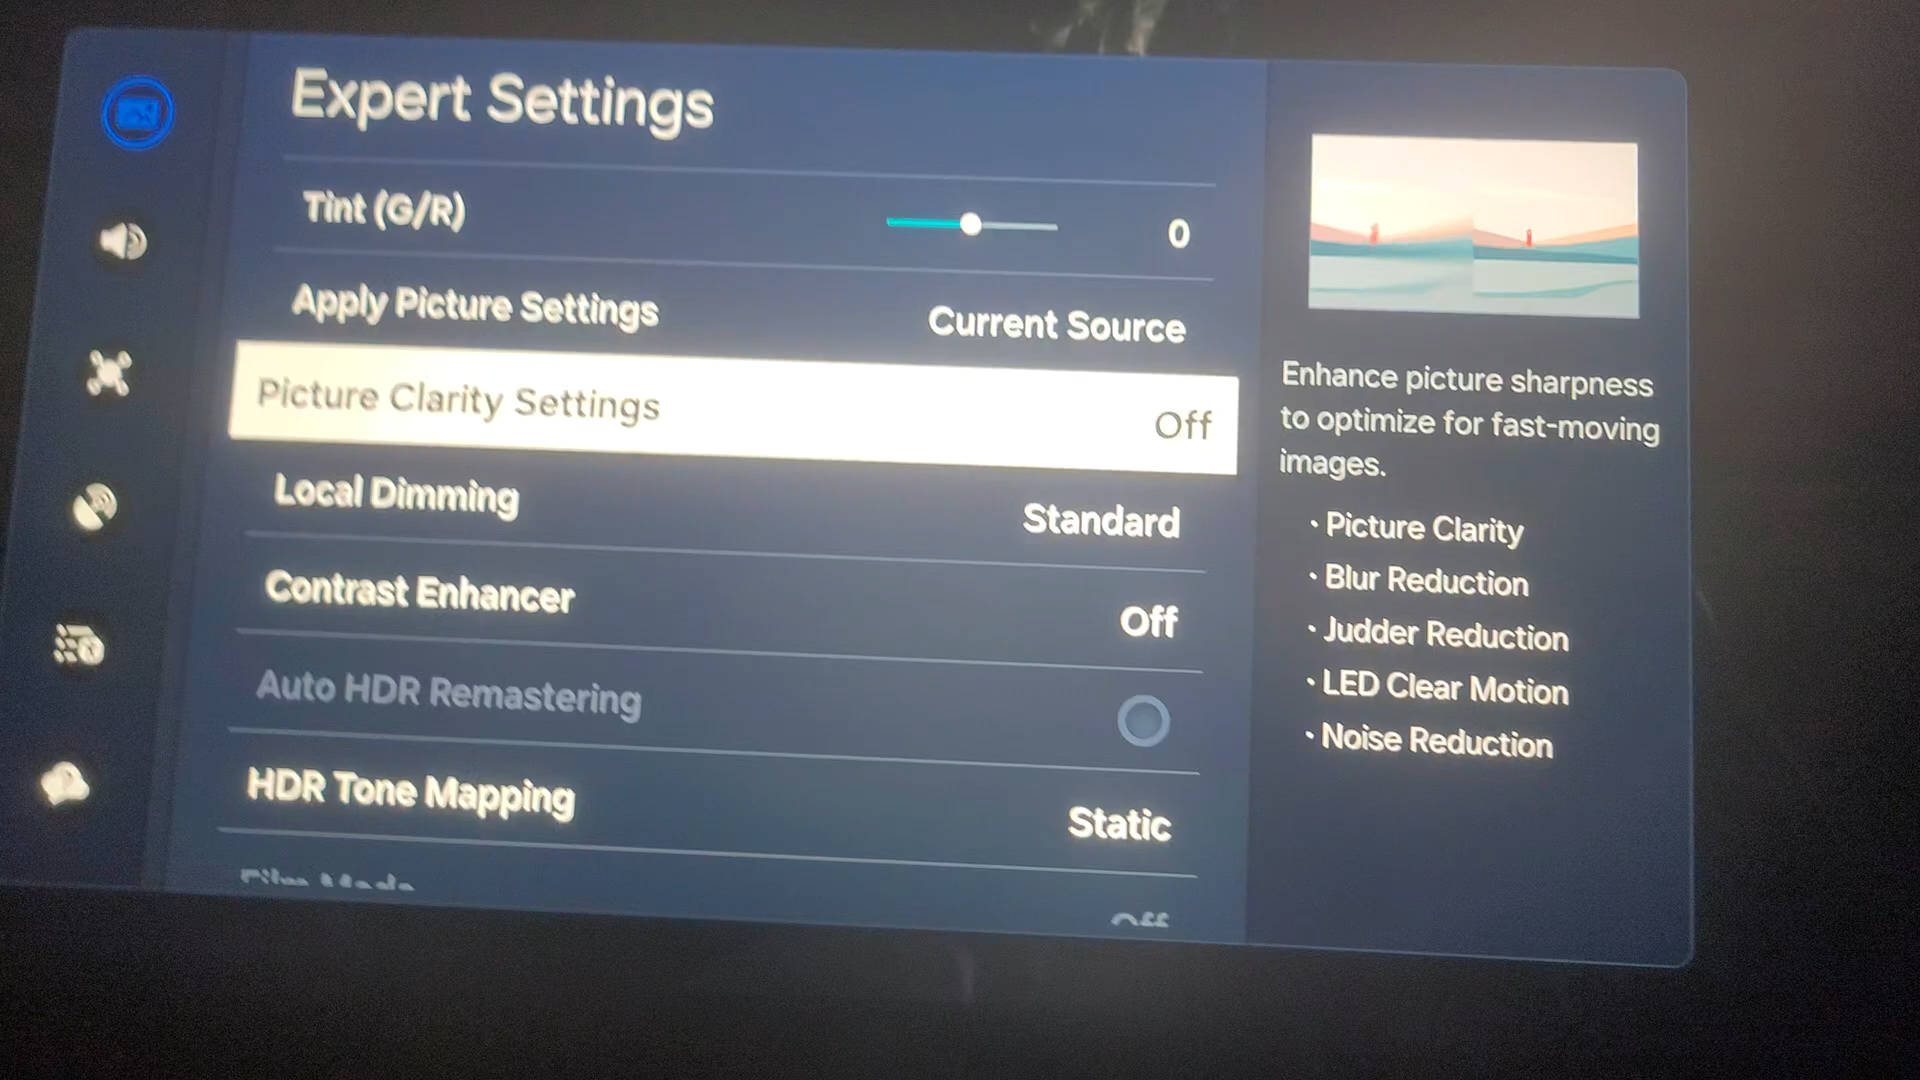 Expert Settings
Tint (G/R) 0
Apply Picture Settings Current Source
Picture Clarity Settings Off
Local Dimming Standard
Contrast Enhancer Off
Auto HDR Remastering
HDR Tone Mapping Static
Enhance picture sharpness
to optimize for fast-moving
images.
· Picture Clarity
· Blur Reduction
· Judder Reduction
· LED Clear Motion
· Noise Reduction